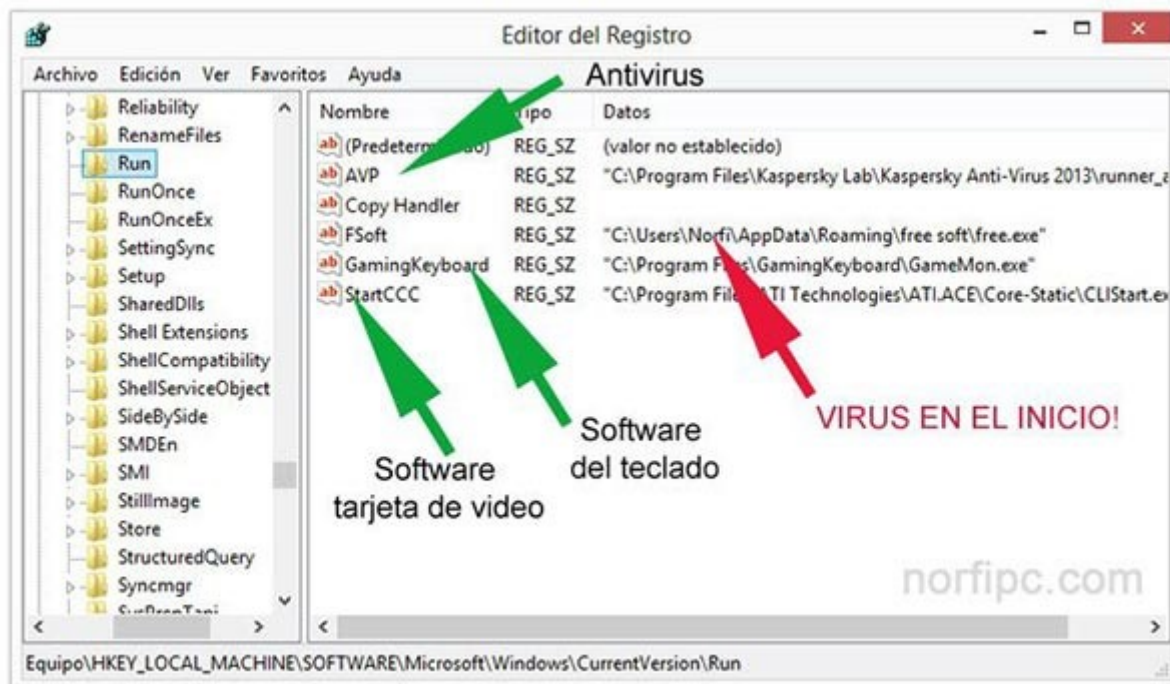 Editor del Registro
Archivo Edición Ver Favoritos Ayuda
Antivirus
Reliability
RenameFiles
Run
RunOnce
RunOnceEx
SettingSync
Setup
SharedDlls
Shell Extensions
ShellCompatibility
ShellServiceObject
SideBySide
SMDEn
SMI
StillImage
Store
StructuredQuery
Syncmgr
Nombre Tipo Datos
(Predeterminado) REG_SZ (valor no establecido)
AVP REG_SZ "C:\Program Files\Kaspersky Lab\Kaspersky Anti-Virus 2013\runner_a
Copy Handler REG_SZ
FSoft REG_SZ "C:\Users\Norfi\AppData\Roaming\free soft\free.exe"
GamingKeyboard REG_SZ "C:\Program Files\GamingKeyboard\GameMon.exe"
StartCCC REG_SZ "C:\Program Files\ATI Technologies\ATI.ACE\Core-Static\CLIStart.ex
VIRUS EN EL INICIO!
Software
del teclado
Software
tarjeta de video
norfipc.com
Equipo\HKEY_LOCAL_MACHINE\SOFTWARE\Microsoft\Windows\CurrentVersion\Run